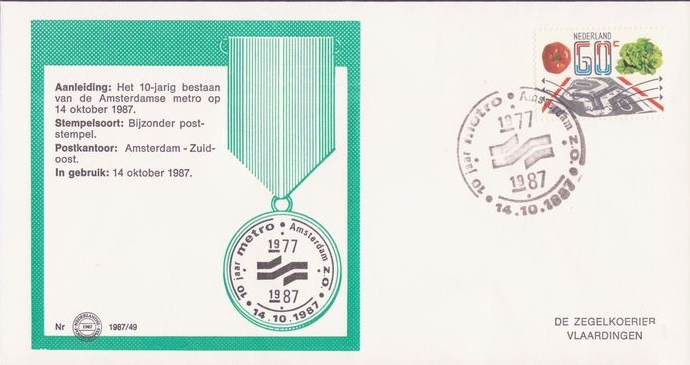 Aanleiding: Het 10-jarig bestaan
van de Amsterdamse metro op
14 oktober 1987.
Stempelsoort: Bijzonder post-
stempel.
Postkantoor: Amsterdam - Zuid-
oost.
In gebruik: 14 oktober 1987.
10 jaar metro • Amsterdam Z.O. •
1977
1987
14.10.1987
Nr
1987
1987/49
NEDERLAND
60 c
10 jaar metro • Amsterdam Z.O. •
1977
1987
14.10.1987
DE ZEGELKOERIER
VLAARDINGEN